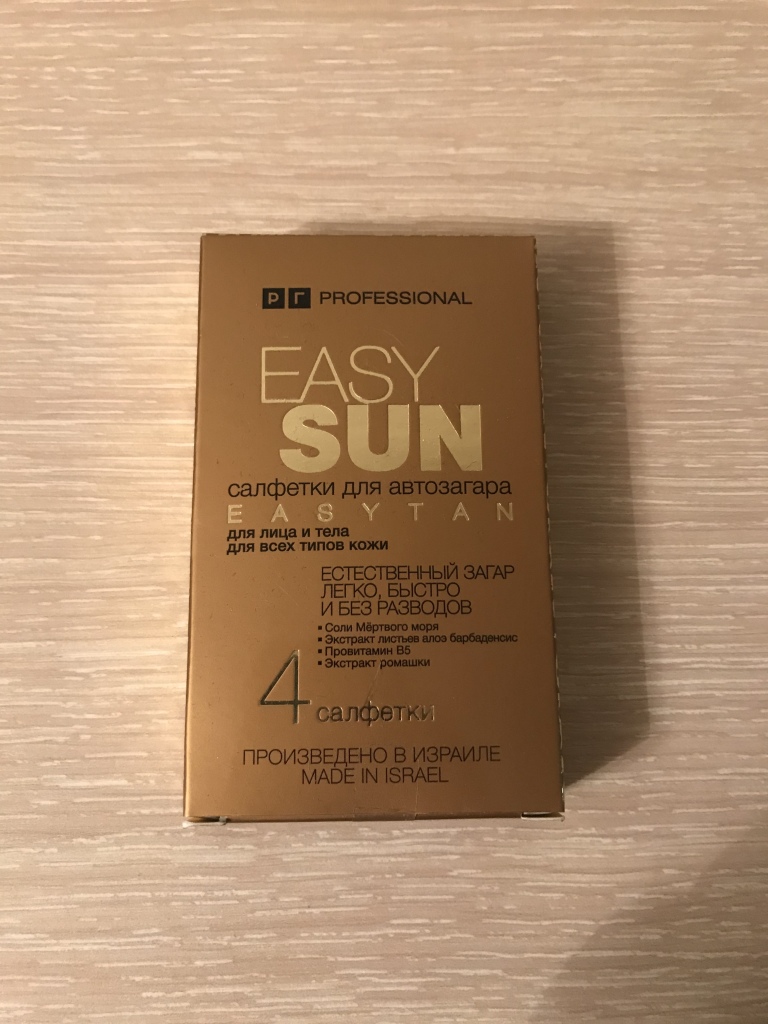 РГ PROFESSIONAL
EASY
SUN
салфетки для автозагара
EASYTAN
для лица и тела
для всех типов кожи
ЕСТЕСТВЕННЫЙ ЗАГАР
ЛЕГКО, БЫСТРО
И БЕЗ РАЗВОДОВ
▪ Соли Мёртвого моря
▪ Экстракт листьев алоэ барбаденсис
▪ Провитамин B5
▪ Экстракт ромашки
4 салфетки
ПРОИЗВЕДЕНО В ИЗРАИЛЕ
MADE IN ISRAEL